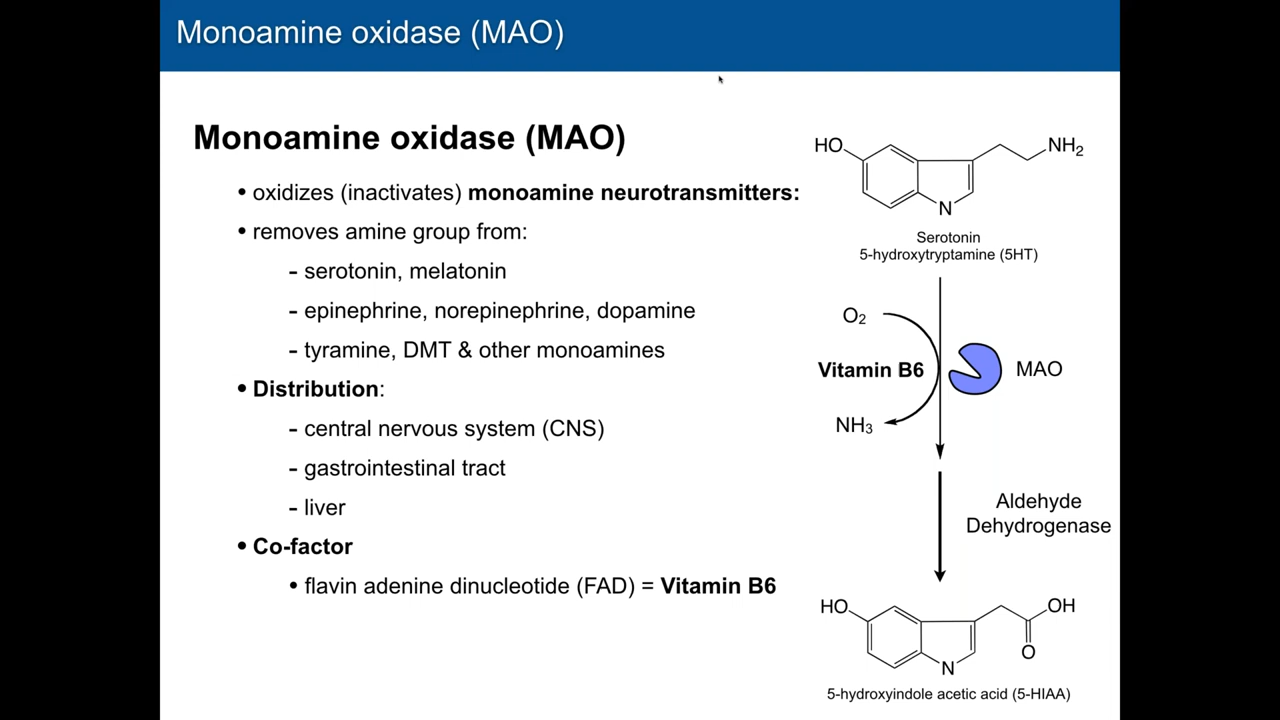 Monoamine oxidase (MAO)
Monoamine oxidase (MAO)
• oxidizes (inactivates) monoamine neurotransmitters:
• removes amine group from:
- serotonin, melatonin
- epinephrine, norepinephrine, dopamine
- tyramine, DMT & other monoamines
• Distribution:
- central nervous system (CNS)
- gastrointestinal tract
- liver
• Co-factor
• flavin adenine dinucleotide (FAD) = Vitamin B6
HO
NH2
N
Serotonin
5-hydroxytryptamine (5HT)
O2
Vitamin B6
MAO
NH3
Aldehyde
Dehydrogenase
HO
OH
O
N
5-hydroxyindole acetic acid (5-HIAA)